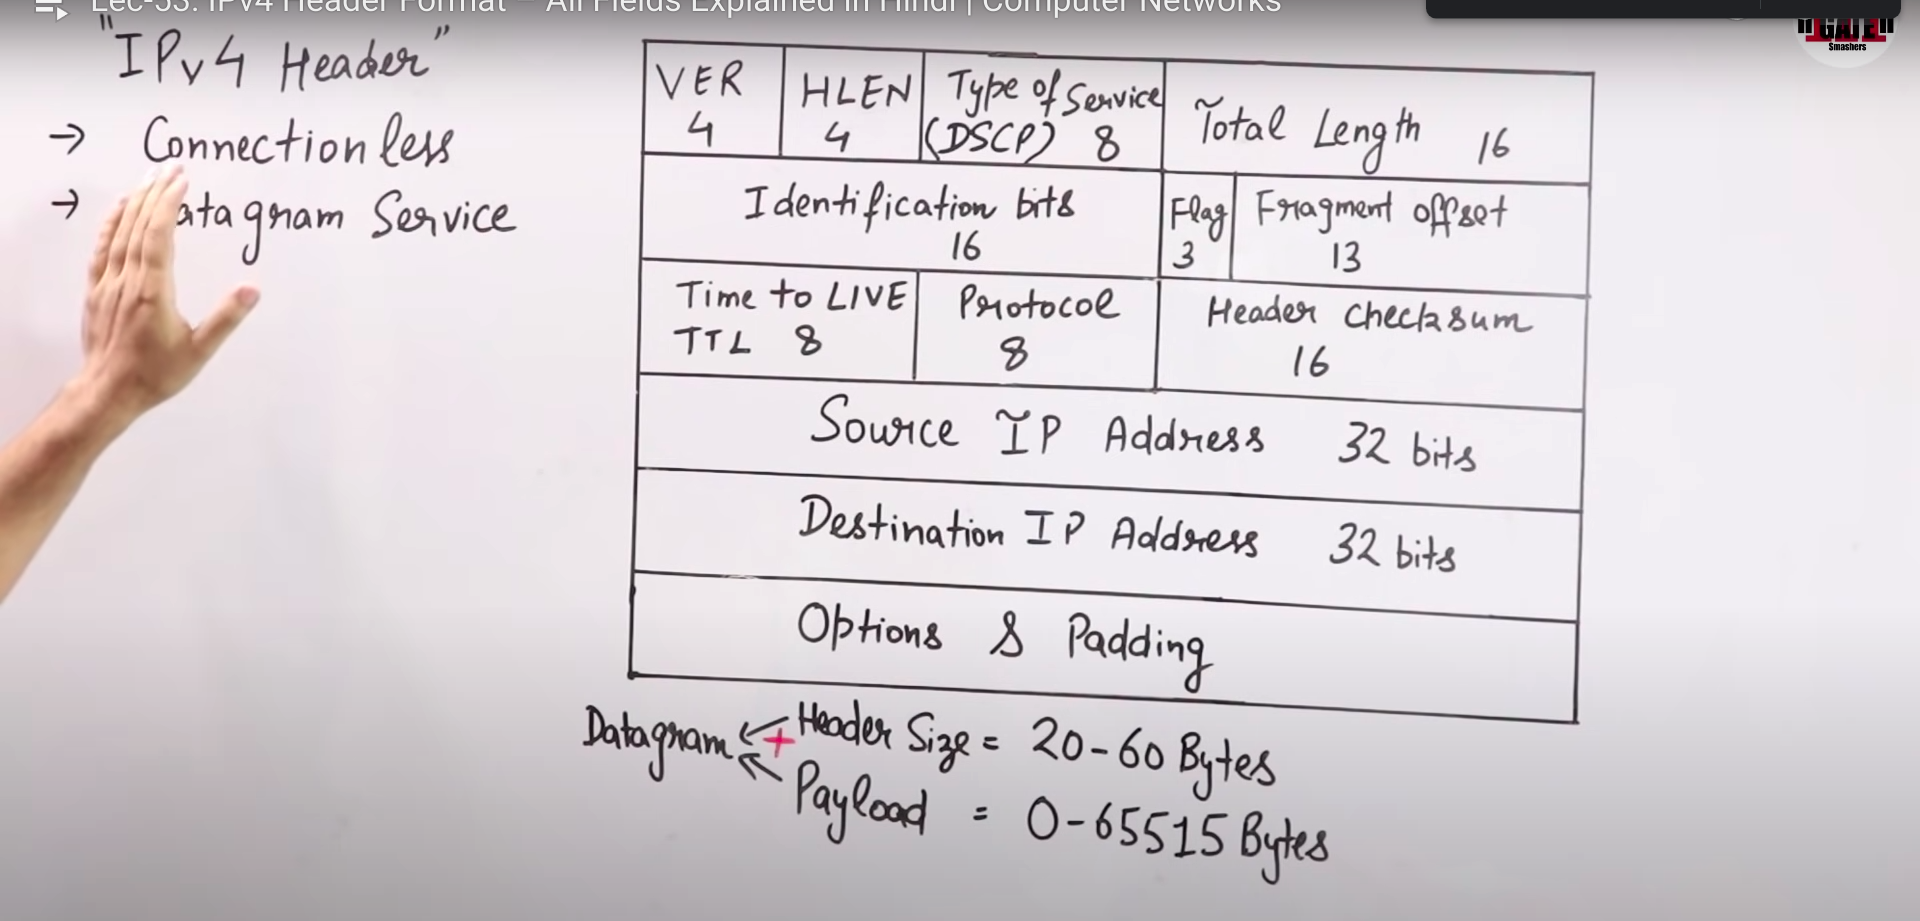 Lec-53: IPv4 Header Format – All Fields Explained in Hindi | Computer Networks
GATE
Smashers
"IPv4 Header"
→ Connectionless
→ atagram Service
VER
4
HLEN
4
Type of Service
(DSCP) 8
Total Length 16
Identification bits
16
Flag
3
Fragment offset
13
Time to LIVE
TTL 8
Protocol
8
Header checksum
16
Source IP Address 32 bits
Destination IP Address 32 bits
Options & Padding
Datagram
+
Header Size = 20-60 Bytes
Payload = 0-65515 Bytes